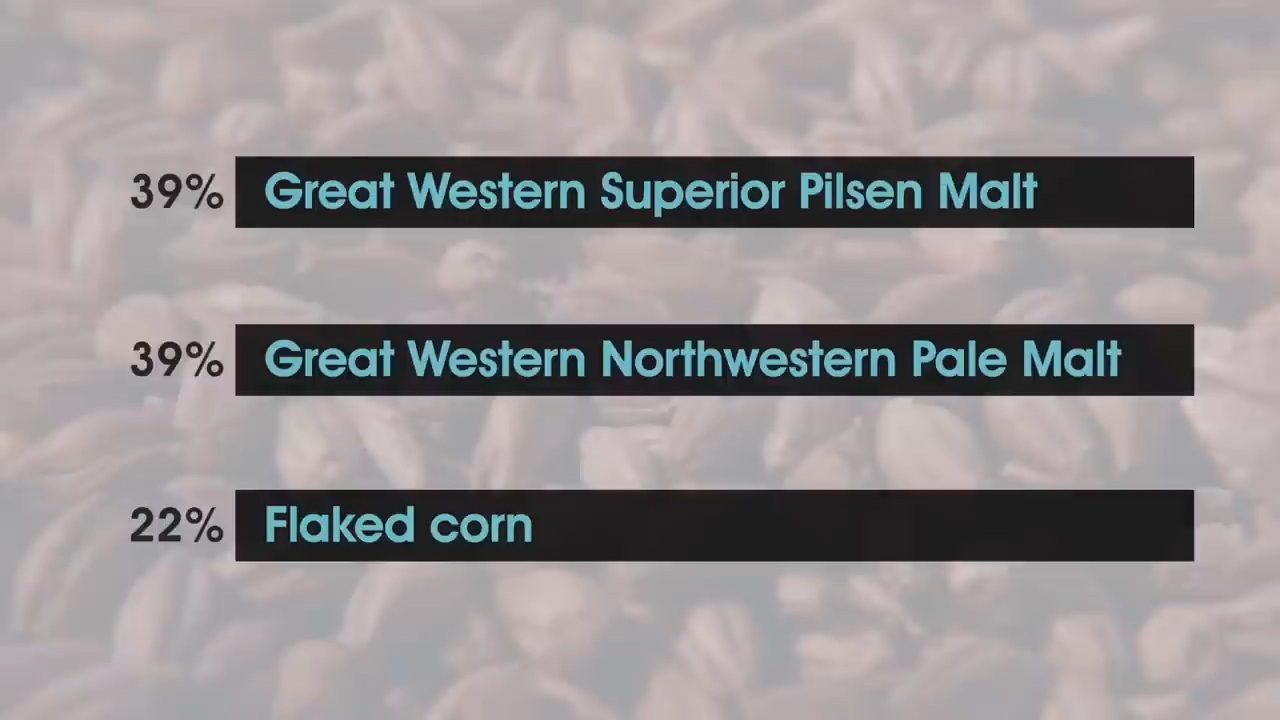 39% Great Western Superior Pilsen Malt
39% Great Western Northwestern Pale Malt
22% Flaked corn